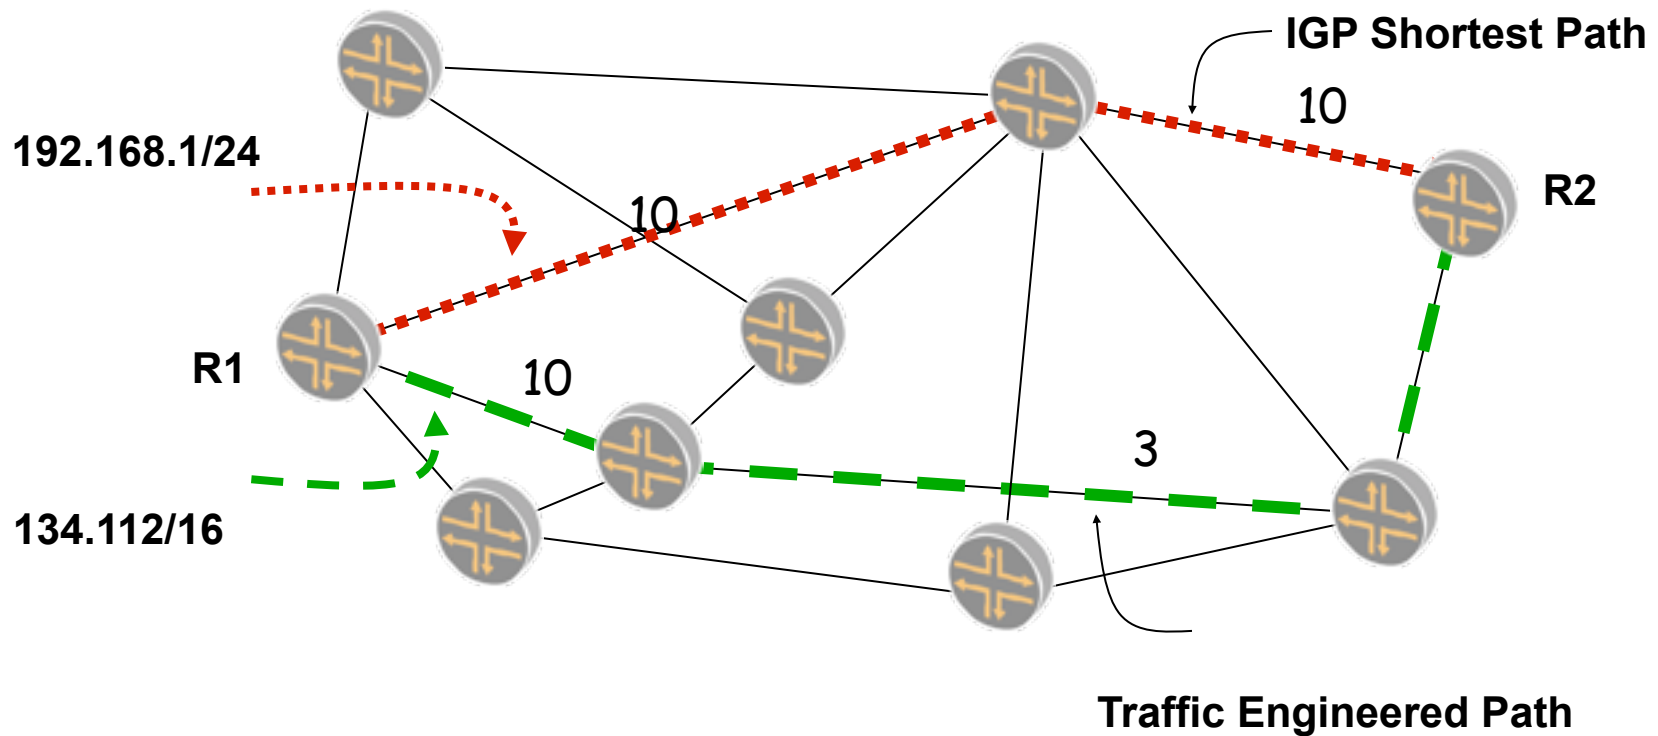 IGP Shortest Path
10
192.168.1/24
R2
10
R1
10
3
134.112/16
Traffic Engineered Path